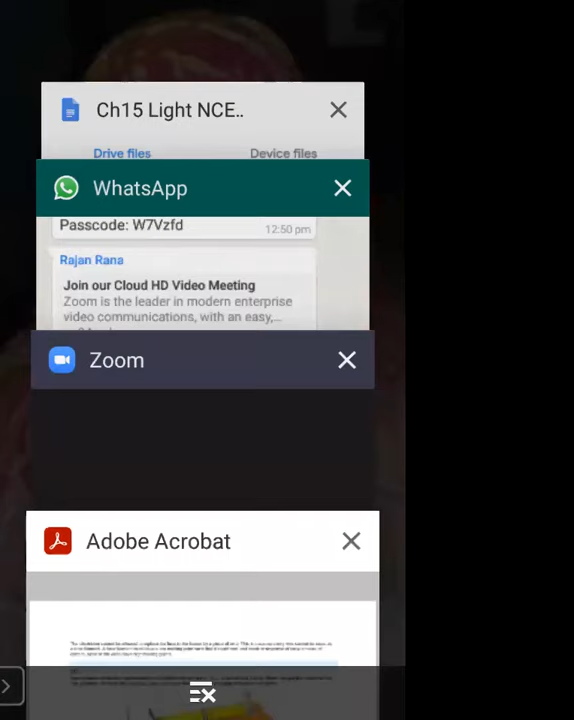 Ch15 Light NCE..
Drive files Device files
WhatsApp
Passcode: W7Vzfd
12:50 pm
Rajan Rana
Join our Cloud HD Video Meeting
Zoom is the leader in modern enterprise
video communications, with an easy,...
Zoom
Adobe Acrobat